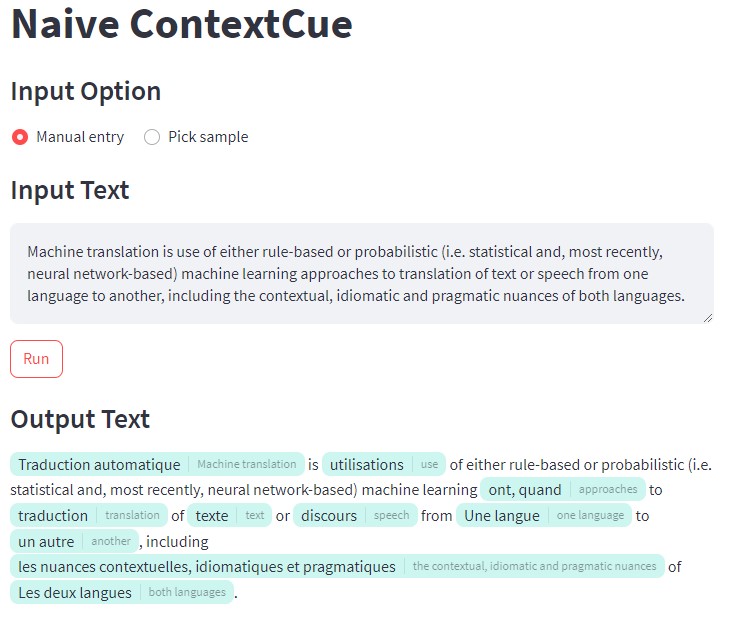 Naive ContextCue
Input Option
Manual entry Pick sample
Input Text
Machine translation is use of either rule-based or probabilistic (i.e. statistical and, most recently,
neural network-based) machine learning approaches to translation of text or speech from one
language to another, including the contextual, idiomatic and pragmatic nuances of both languages.
Run
Output Text
Traduction automatique Machine translation is utilisations use of either rule-based or probabilistic (i.e.
statistical and, most recently, neural network-based) machine learning ont, quand approaches to
traduction translation of texte text or discours speech from Une langue one language to
un autre another , including
les nuances contextuelles, idiomatiques et pragmatiques the contextual, idiomatic and pragmatic nuances of
Les deux langues both languages .